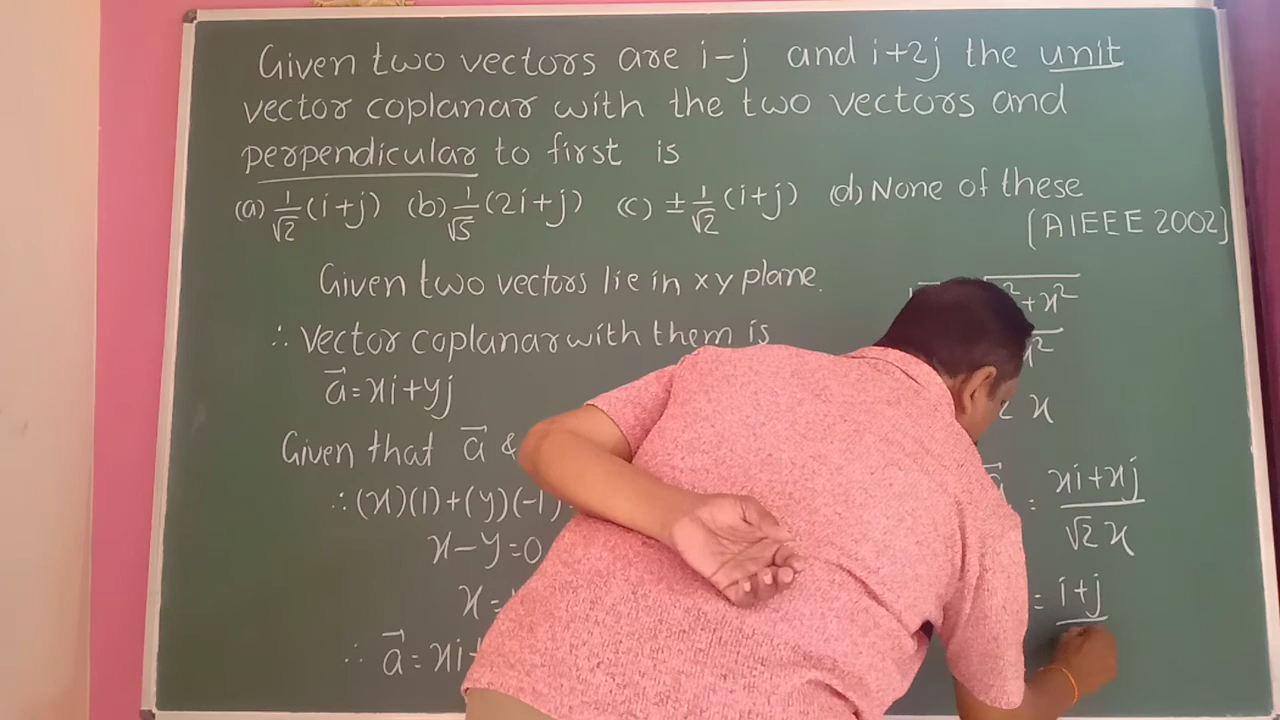 Given two vectors are i-j and i+2j the unit
vector coplanar with the two vectors and
perpendicular to first is
(a) 1/√2 (i+j) (b) 1/√5 (2i+j) (c) ± 1/√2 (i+j) (d) None of these
[AIEEE 2002]
Given two vectors lie in xy plane.
∴ Vector coplanar with them is
a⃗ = xi+yj
Given that a⃗ &
∴ (x)(1)+(y)(-1)
x-y=0
x=
∴ a⃗ = xi+
² + x²
x²
2 x
= xi+xj / √2 x
= i+j